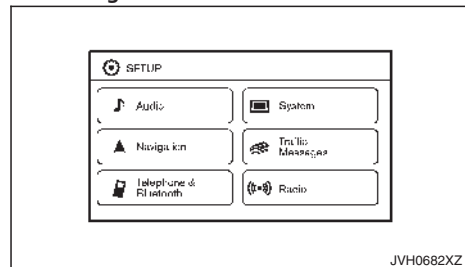 SETUP
Audio
System
Navigation
Traffic
Messages
Telephone &
Bluetooth
Radio
JVH0682XZ